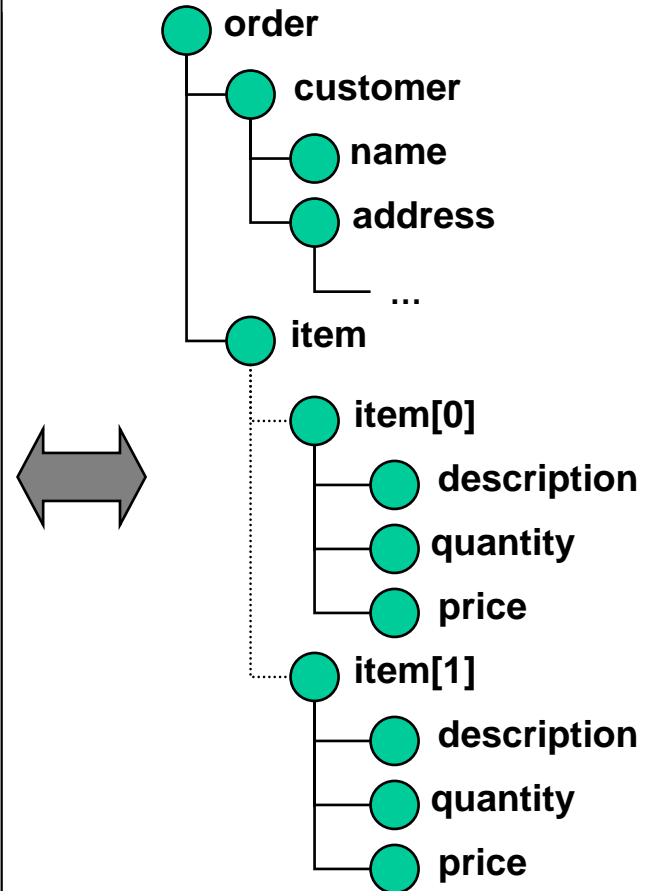 order
customer
name
address
...
item
item[0]
description
quantity
price
item[1]
description
quantity
price